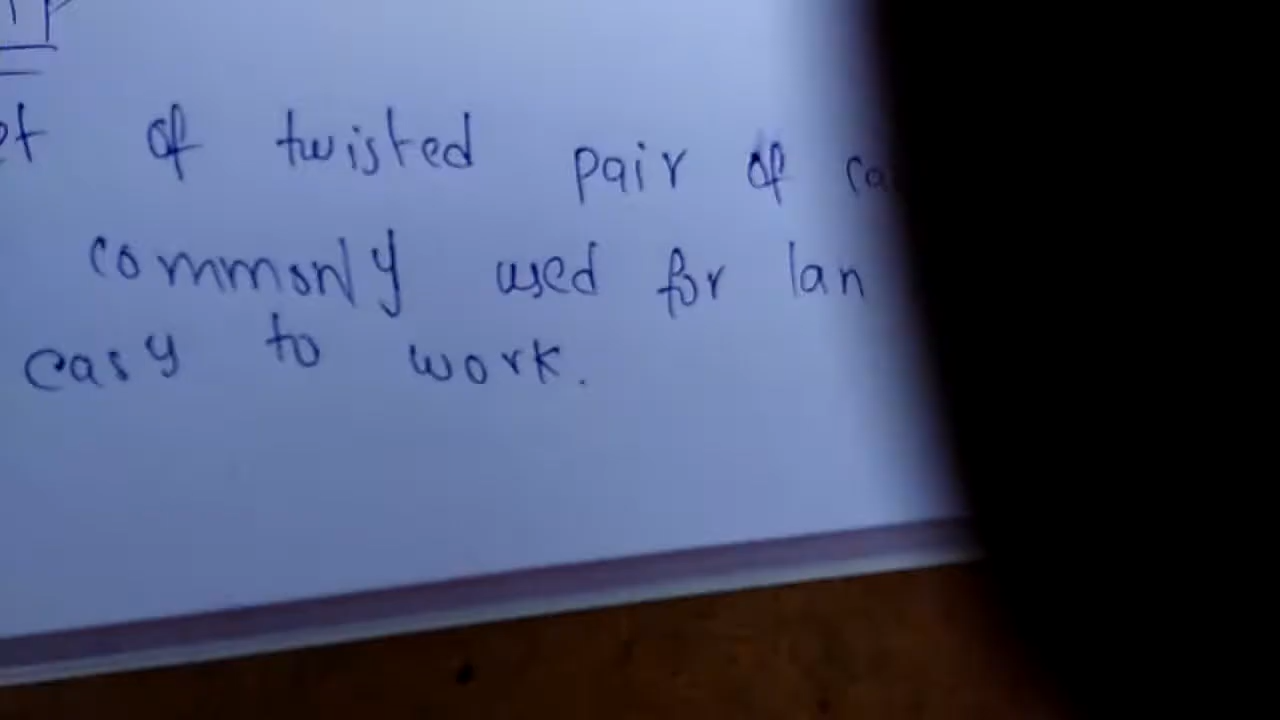 of twisted pair of
commonly used for lan
easy to work.